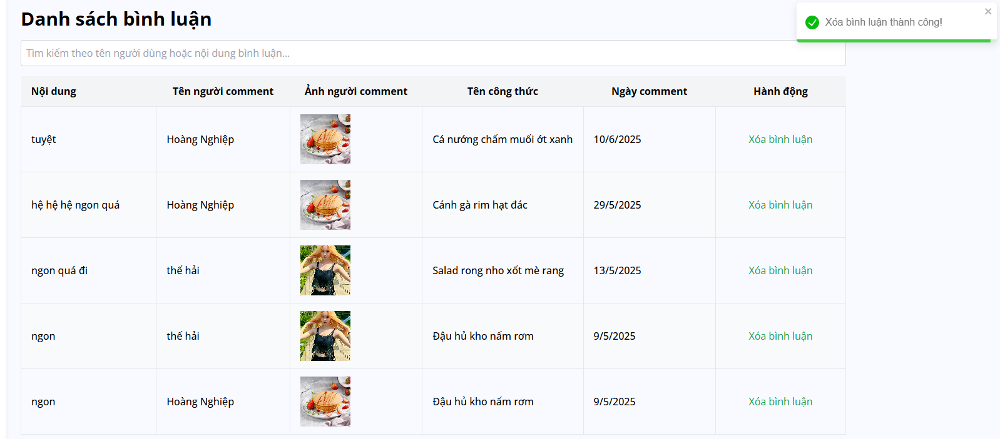 Danh sách bình luận
Xóa bình luận thành công!
Tìm kiếm theo tên người dùng hoặc nội dung bình luận...
Nội dung Tên người comment Ảnh người comment Tên công thức Ngày comment Hành động
tuyệt Hoàng Nghiệp Cá nướng chấm muối ớt xanh 10/6/2025 Xóa bình luận
hệ hệ hệ ngon quá Hoàng Nghiệp Cánh gà rim hạt đác 29/5/2025 Xóa bình luận
ngon quá đi thế hải Salad rong nho xốt mè rang 13/5/2025 Xóa bình luận
ngon thế hải Đậu hủ kho nấm rơm 9/5/2025 Xóa bình luận
ngon Hoàng Nghiệp Đậu hủ kho nấm rơm 9/5/2025 Xóa bình luận